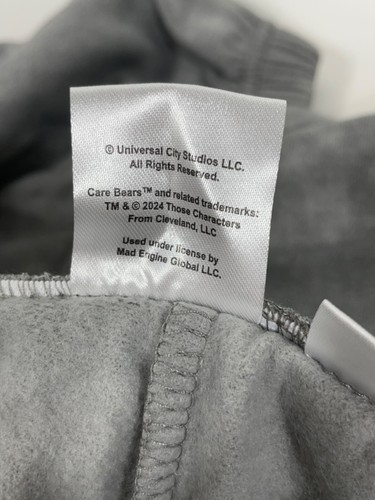 © Universal City Studios LLC.
All Rights Reserved.
Care Bears™ and related trademarks:
TM & © 2024 Those Characters
From Cleveland, LLC
Used under license by
Mad Engine Global LLC.